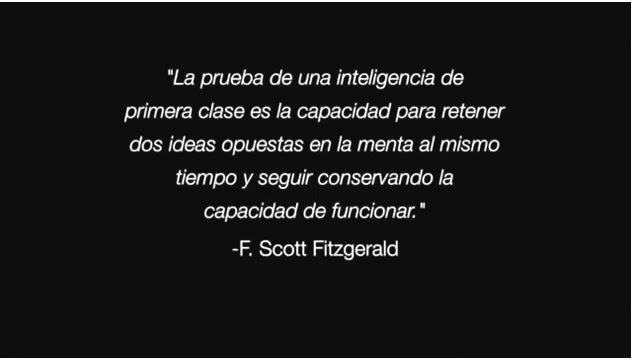 "La prueba de una inteligencia de
primera clase es la capacidad para retener
dos ideas opuestas en la menta al mismo
tiempo y seguir conservando la
capacidad de funcionar."
-F. Scott Fitzgerald